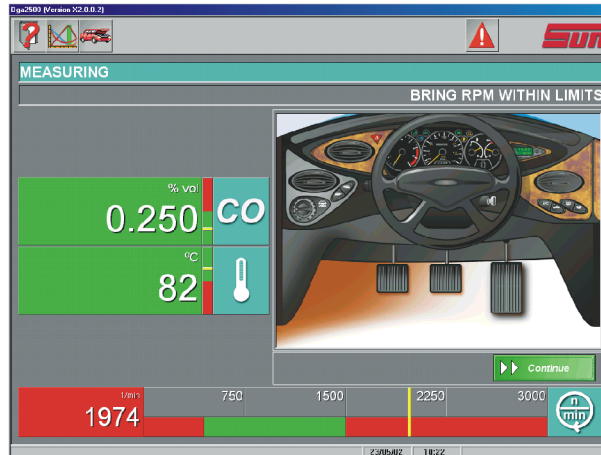 Dga2500 (Version X2.0.0.2)
Sun
MEASURING
BRING RPM WITHIN LIMITS
% vol
0.250
CO
°C
82
Continue
1/min
1974
750
1500
2250
3000
n
min
23/05/02
10:22